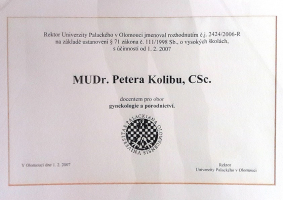 Rektor Univerzity Palackého v Olomouci jmenoval rozhodnutím č.j. 2424/2006-R
na základě ustanovení § 71 zákona č. 111/1998 Sb., o vysokých školách,
s účinností od 1. 2. 2007
MUDr. Petera Kolibu, CSc.
docentem pro obor
gynekologie a porodnictví.
V Olomouci dne 1. 2. 2007
Rektor
Univerzity Palackého v Olomouci